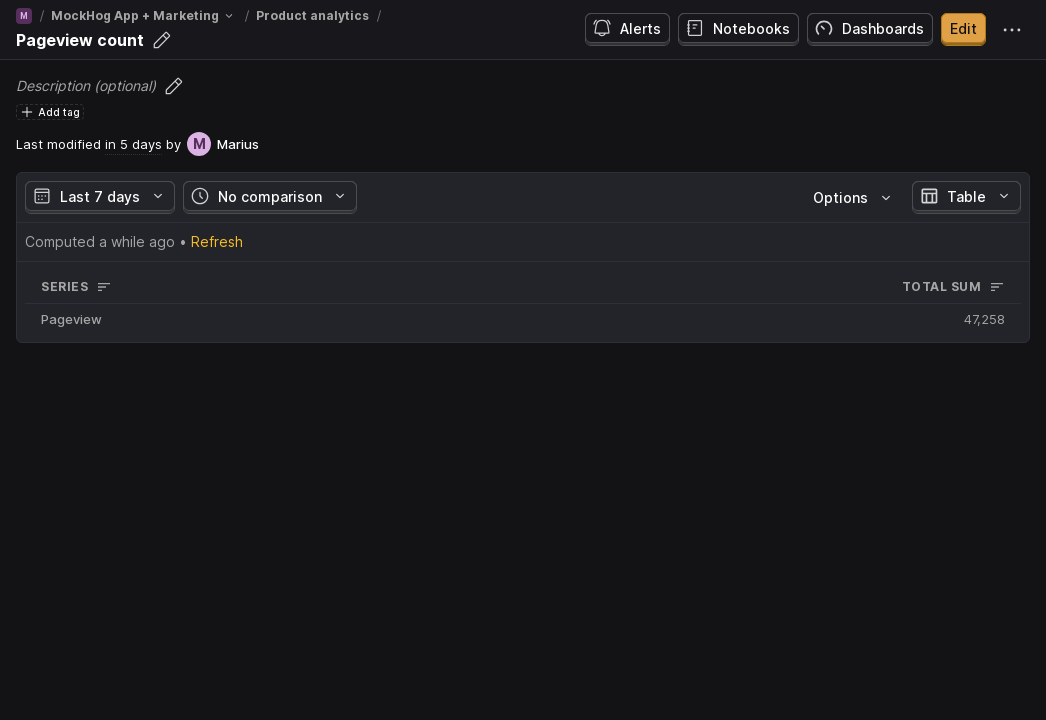 M / MockHog App + Marketing / Product analytics /
Pageview count
Alerts Notebooks Dashboards Edit
Description (optional)
Add tag
Last modified in 5 days by M Marius
Last 7 days No comparison Options Table
Computed a while ago • Refresh
SERIES TOTAL SUM
Pageview 47,258